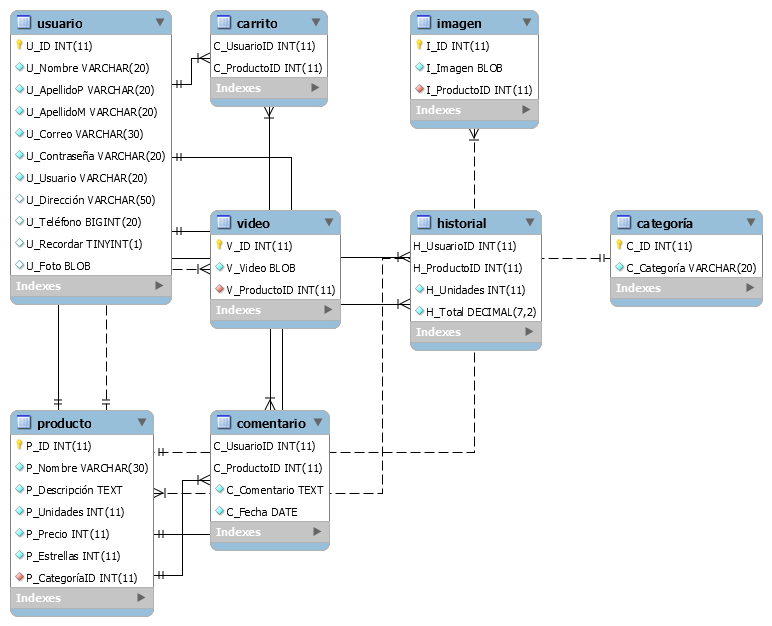 usuario
U_ID INT(11)
U_Nombre VARCHAR(20)
U_ApellidoP VARCHAR(20)
U_ApellidoM VARCHAR(20)
U_Correo VARCHAR(30)
U_Contraseña VARCHAR(20)
U_Usuario VARCHAR(20)
U_Dirección VARCHAR(50)
U_Teléfono BIGINT(20)
U_Recordar TINYINT(1)
U_Foto BLOB
Indexes
carrito
C_UsuarioID INT(11)
C_ProductoID INT(11)
Indexes
imagen
I_ID INT(11)
I_Imagen BLOB
I_ProductoID INT(11)
Indexes
video
V_ID INT(11)
V_Video BLOB
V_ProductoID INT(11)
Indexes
historial
H_UsuarioID INT(11)
H_ProductoID INT(11)
H_Unidades INT(11)
H_Total DECIMAL(7,2)
Indexes
categoría
C_ID INT(11)
C_Categoría VARCHAR(20)
Indexes
producto
P_ID INT(11)
P_Nombre VARCHAR(30)
P_Descripción TEXT
P_Unidades INT(11)
P_Precio INT(11)
P_Estrellas INT(11)
P_CategoríaID INT(11)
Indexes
comentario
C_UsuarioID INT(11)
C_ProductoID INT(11)
C_Comentario TEXT
C_Fecha DATE
Indexes